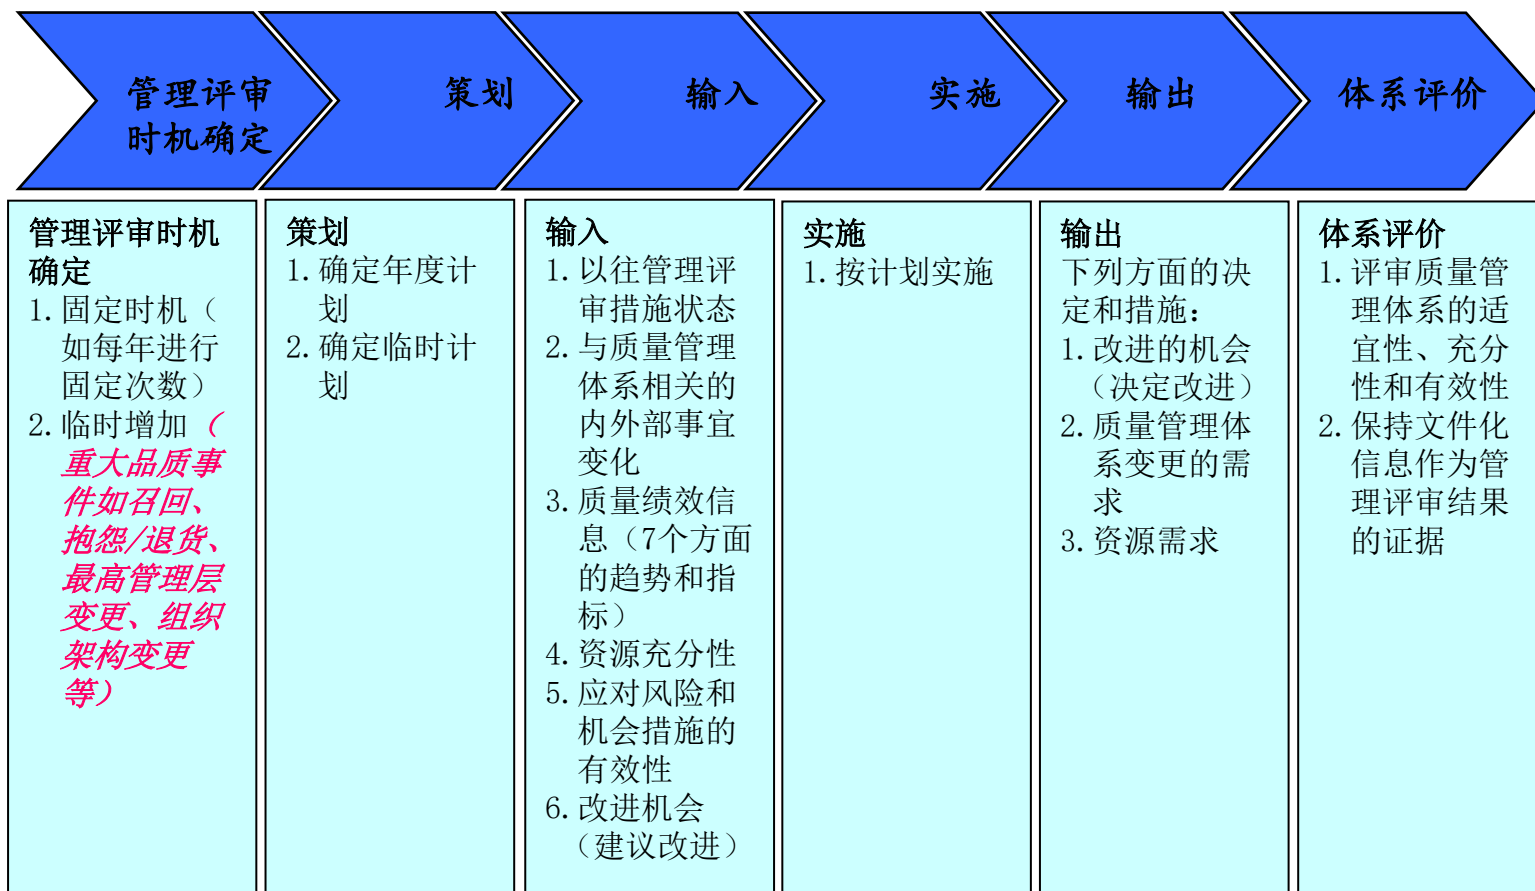 管理评审
时机确定
策划
输入
实施
输出
体系评价
管理评审时机
确定
1.固定时机（
如每年进行
固定次数）
2.临时增加（
重大品质事
件如召回、
抱怨/退货、
最高管理层
变更、组织
架构变更
等）
策划
1.确定年度计
划
2.确定临时计
划
输入
1.以往管理评
审措施状态
2.与质量管理
体系相关的
内外部事宜
变化
3.质量绩效信
息（7个方面
的趋势和指
标）
4.资源充分性
5.应对风险和
机会措施的
有效性
6.改进机会
（建议改进）
实施
1.按计划实施
输出
下列方面的决
定和措施：
1.改进的机会
（决定改进）
2.质量管理体
系变更的需
求
3.资源需求
体系评价
1.评审质量管
理体系的适
宜性、充分
性和有效性
2.保持文件化
信息作为管
理评审结果
的证据